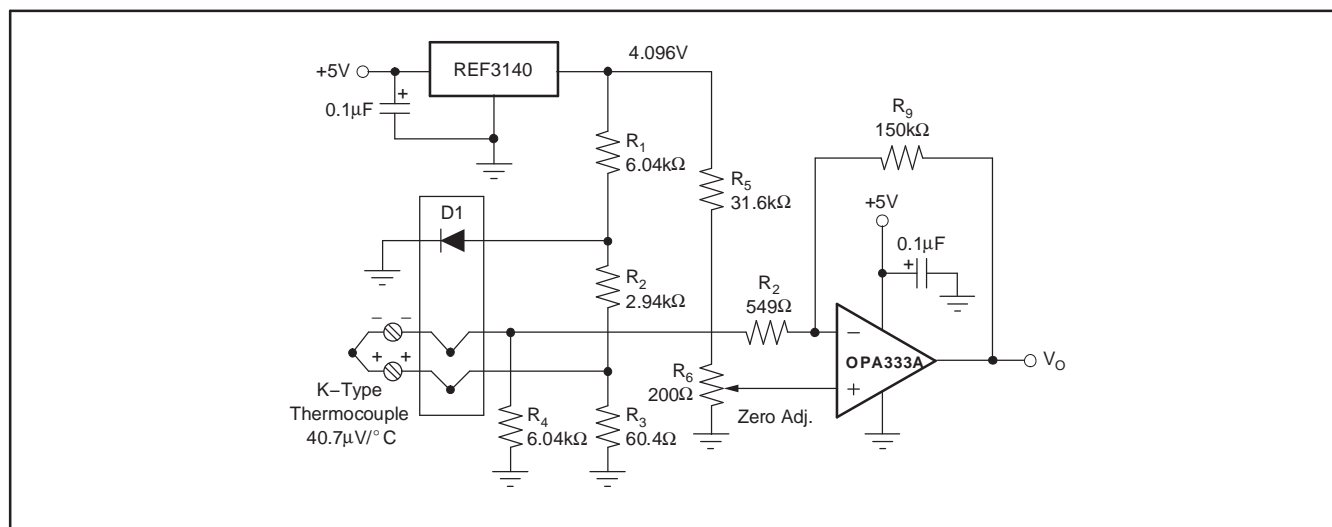 4.096V
+5V
REF3140
+
0.1µF
R1
6.04kΩ
R9
150kΩ
R5
31.6kΩ
+5V
D1
0.1µF
+
R2
2.94kΩ
R2
549Ω
− −
−
OPA333A
VO
+ +
R6
200Ω
+
K−Type
Thermocouple
40.7µV/°C
Zero Adj.
R4
6.04kΩ
R3
60.4Ω